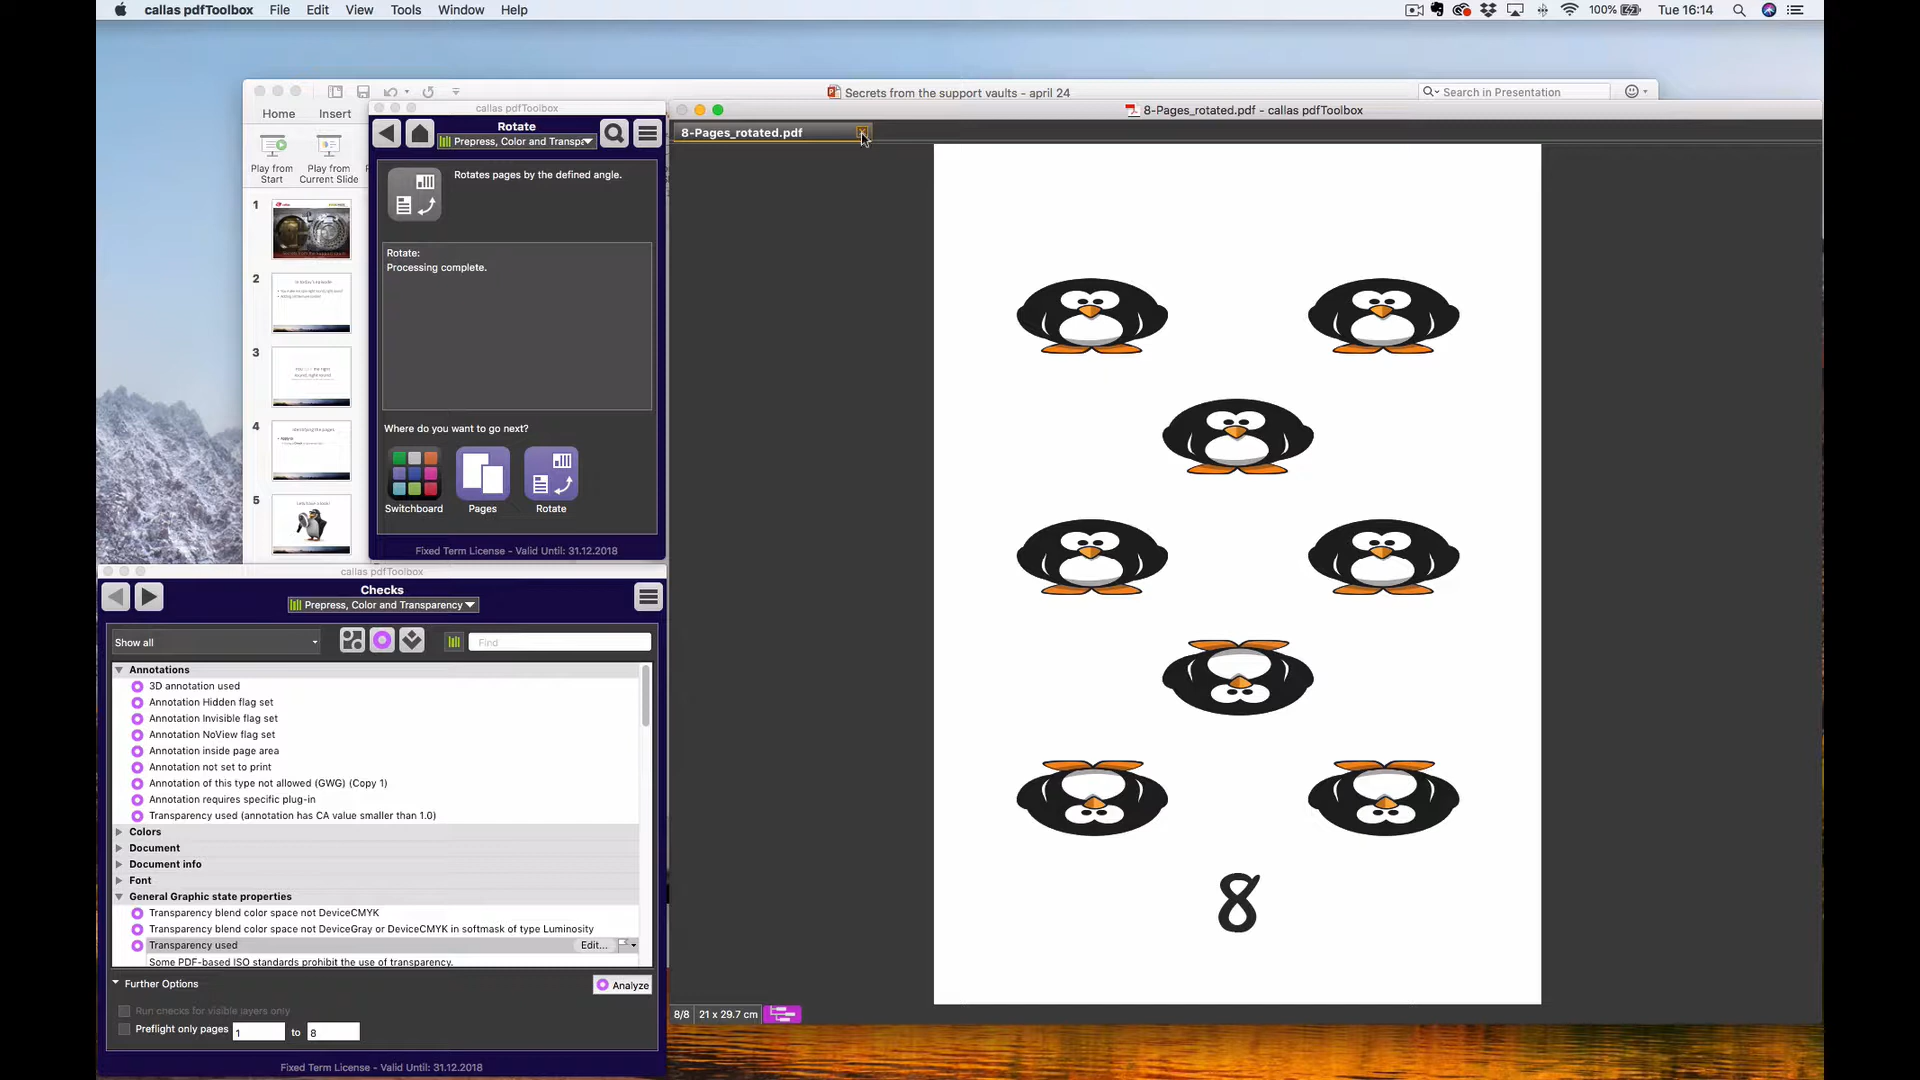 callas pdfToolbox File Edit View Tools Window Help
100% Tue 16:14
Secrets from the support vaults - april 24
Search in Presentation
Home Insert
Play from Start
Play from Current Slide
1
2
3
4
5
callas pdfToolbox
Rotate
Prepress, Color and Transpa
Rotates pages by the defined angle.
Rotate:
Processing complete.
Where do you want to go next?
Switchboard Pages Rotate
Fixed Term License - Valid Until: 31.12.2018
callas pdfToolbox
Checks
Prepress, Color and Transparency
Show all
Find
Annotations
3D annotation used
Annotation Hidden flag set
Annotation Invisible flag set
Annotation NoView flag set
Annotation inside page area
Annotation not set to print
Annotation of this type not allowed (GWG) (Copy 1)
Annotation requires specific plug-in
Transparency used (annotation has CA value smaller than 1.0)
Colors
Document
Document info
Font
General Graphic state properties
Transparency blend color space not DeviceCMYK
Transparency blend color space not DeviceGray or DeviceCMYK in softmask of type Luminosity
Transparency used Edit...
Some PDF-based ISO standards prohibit the use of transparency.
Further Options
Analyze
Run checks for visible layers only
Preflight only pages 1 to 8
Fixed Term License - Valid Until: 31.12.2018
8-Pages_rotated.pdf - callas pdfToolbox
8-Pages_rotated.pdf
8
8/8 21 x 29.7 cm